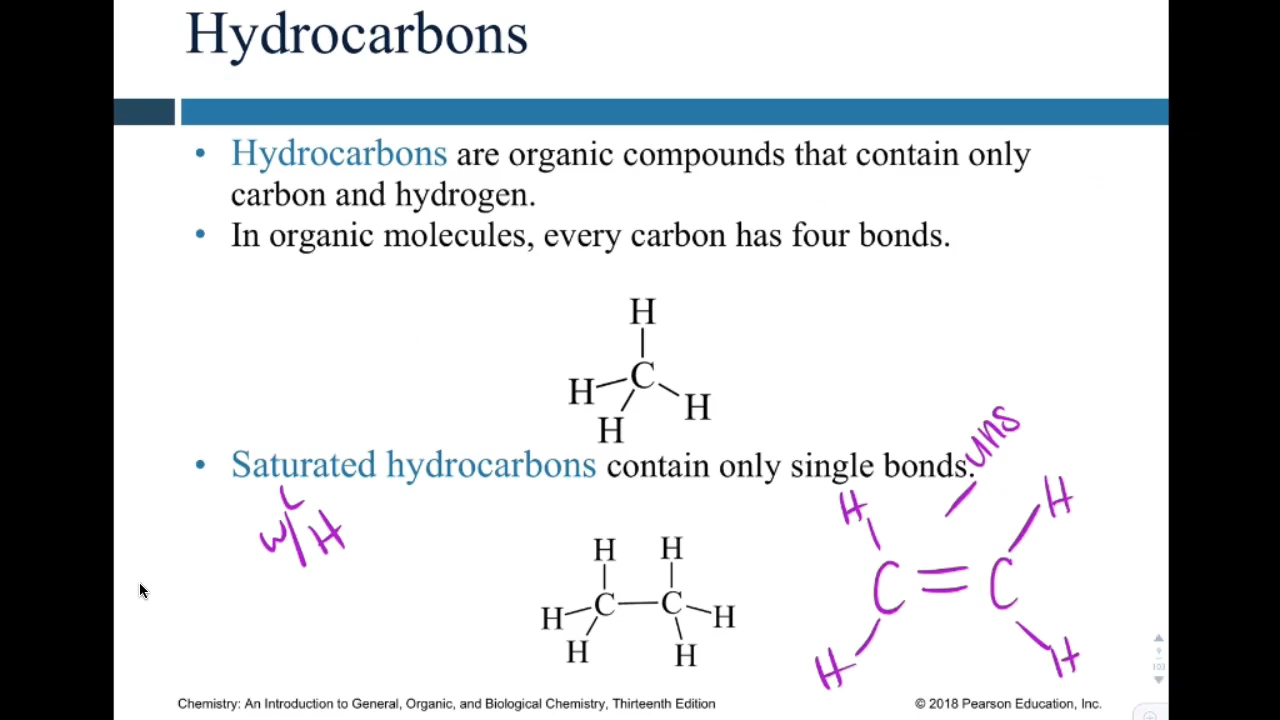 Hydrocarbons
• Hydrocarbons are organic compounds that contain only
carbon and hydrogen.
• In organic molecules, every carbon has four bonds.
H
C
H H
H
• Saturated hydrocarbons contain only single bonds.
uns
w/ H
H H
C C
H H
H H
H H
C = C
H H
103
Chemistry: An Introduction to General, Organic, and Biological Chemistry, Thirteenth Edition
© 2018 Pearson Education, Inc.